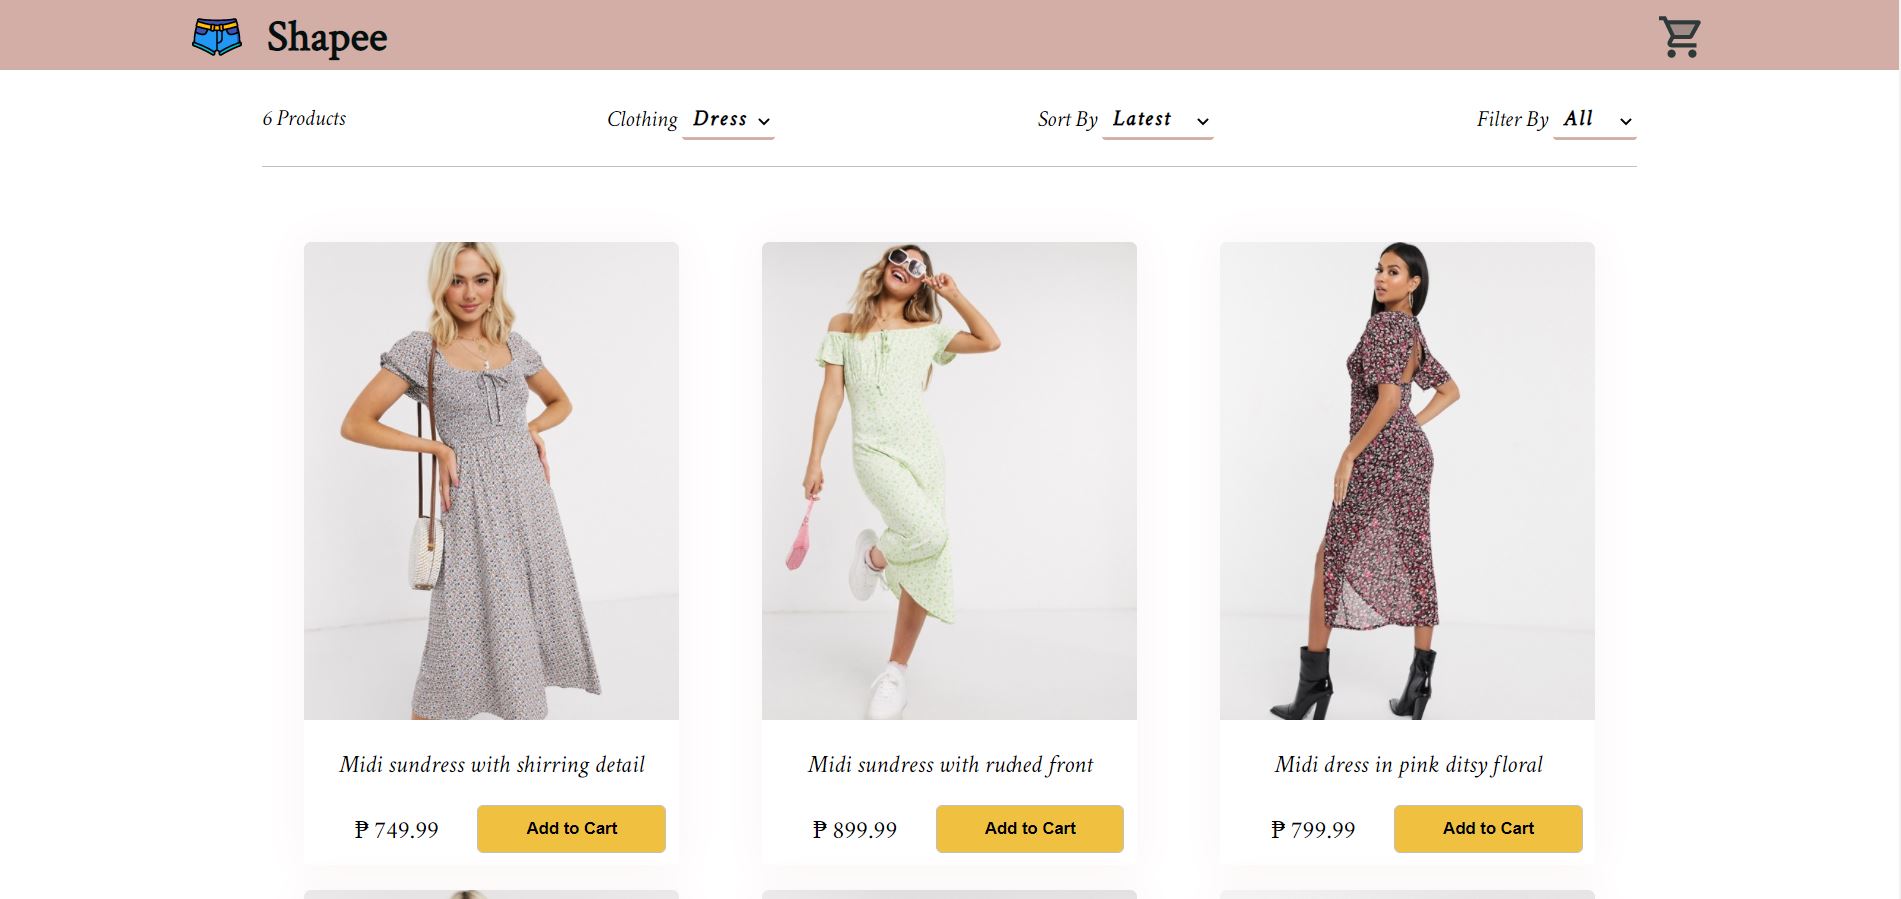 Shapee
6 Products
Clothing Dress
Sort By Latest
Filter By All
Midi sundress with shirring detail
Midi sundress with ruched front
Midi dress in pink ditsy floral
₱ 749.99
Add to Cart
₱ 899.99
Add to Cart
₱ 799.99
Add to Cart